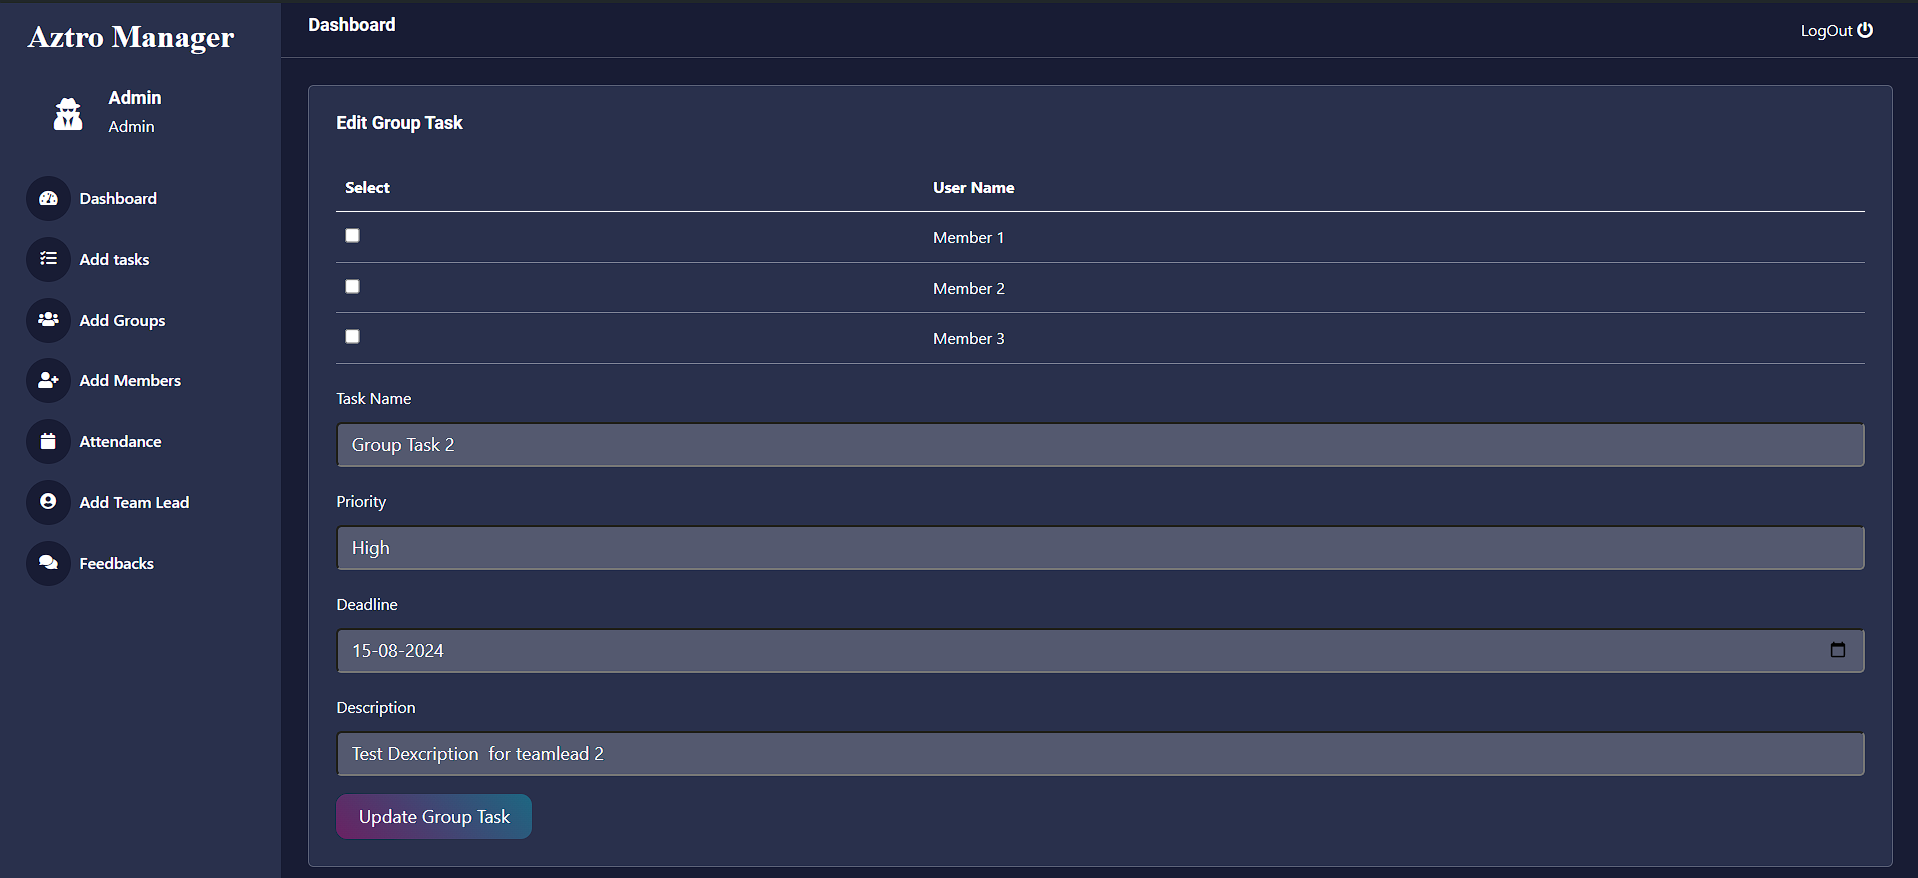 Aztro Manager
Admin
Admin
Dashboard
Add tasks
Add Groups
Add Members
Attendance
Add Team Lead
Feedbacks
Dashboard
LogOut
Edit Group Task
Select User Name
Member 1
Member 2
Member 3
Task Name
Group Task 2
Priority
High
Deadline
15-08-2024
Description
Test Dexcription  for teamlead 2
Update Group Task